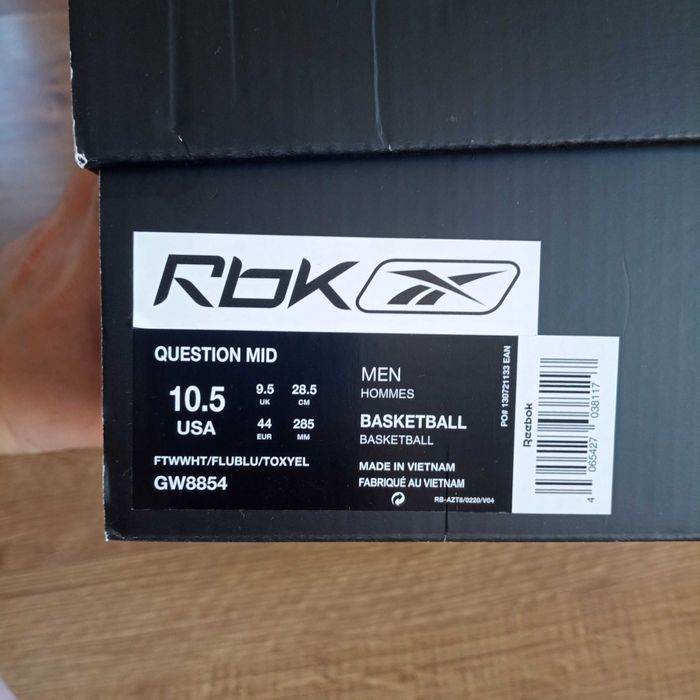 Rbk
QUESTION MID
10.5
USA
9.5
UK
28.5
CM
44
EUR
285
MM
FTWWHT/FLUBLU/TOXYEL
GW8854
MEN
HOMMES
BASKETBALL
BASKETBALL
MADE IN VIETNAM
FABRIQUÉ AU VIETNAM
RB-AZT8/0220/V04
PO# 130721133 EAN
Reebok
4 065427 038117